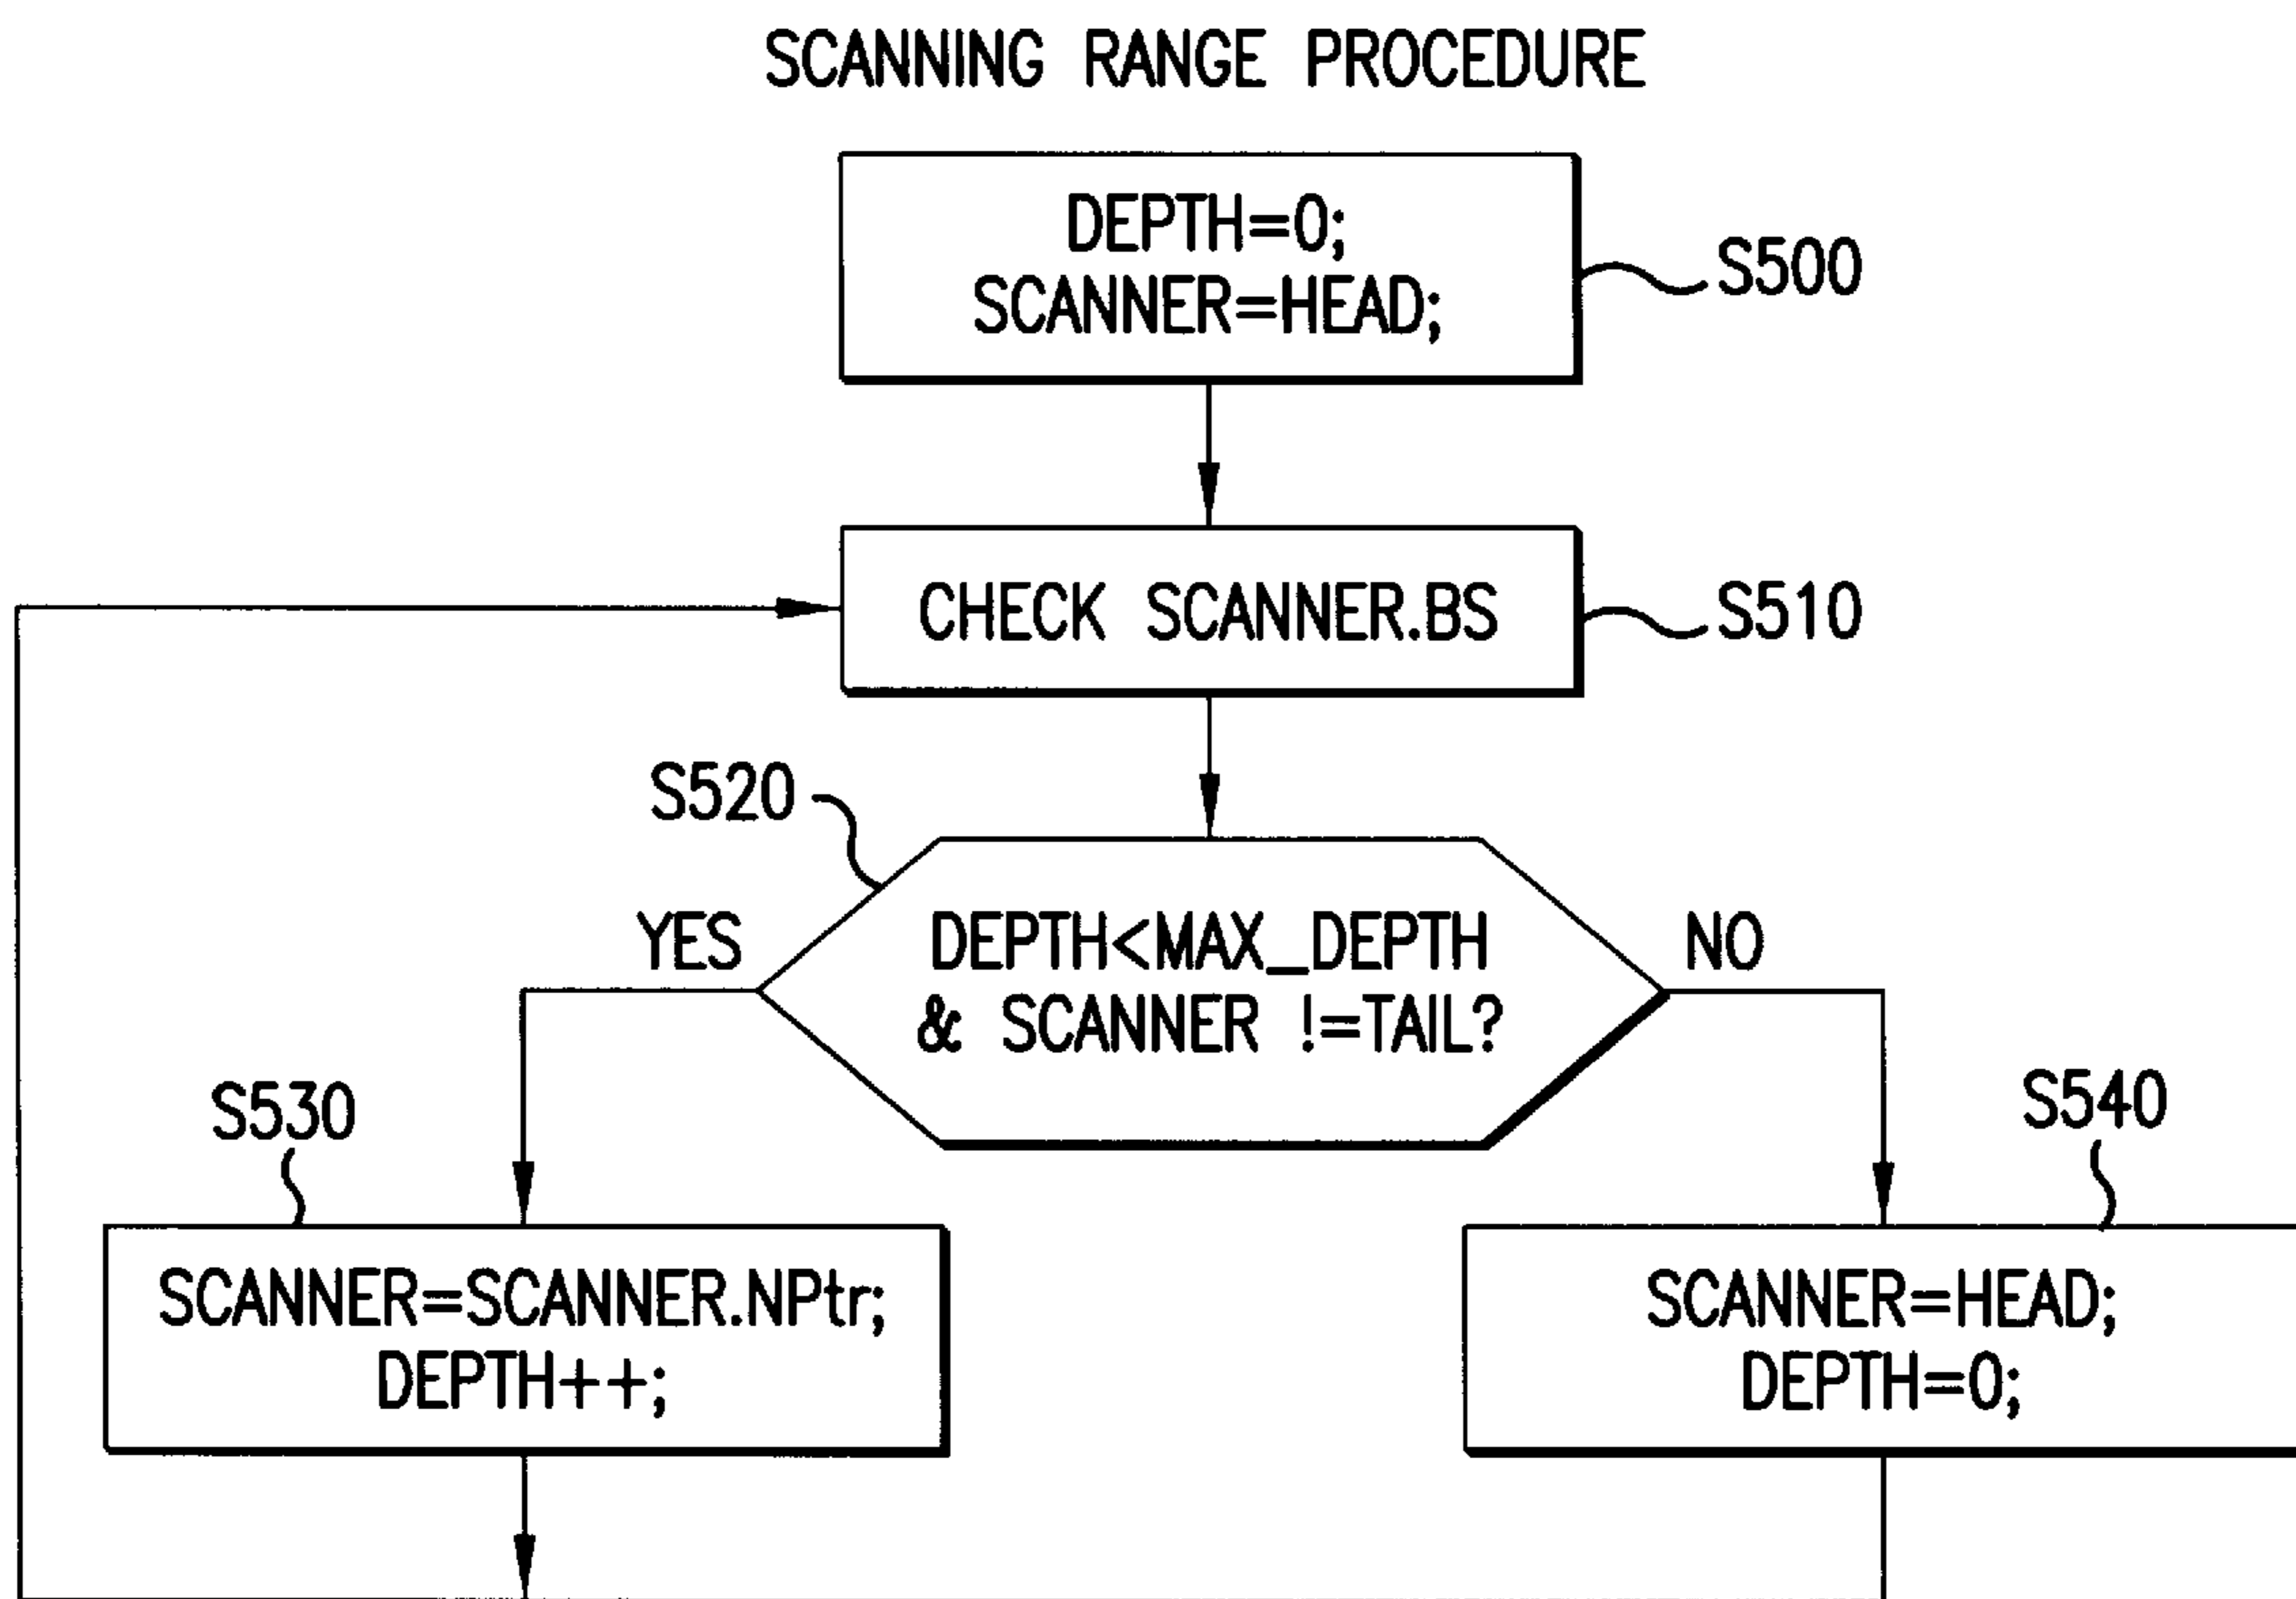 SCANNING RANGE PROCEDURE
DEPTH=0;
SCANNER=HEAD;
S500
CHECK SCANNER.BS
S510
S520
YES
DEPTH<MAX_DEPTH
& SCANNER !=TAIL?
NO
S530
SCANNER=SCANNER.NPtr;
DEPTH++;
S540
SCANNER=HEAD;
DEPTH=0;